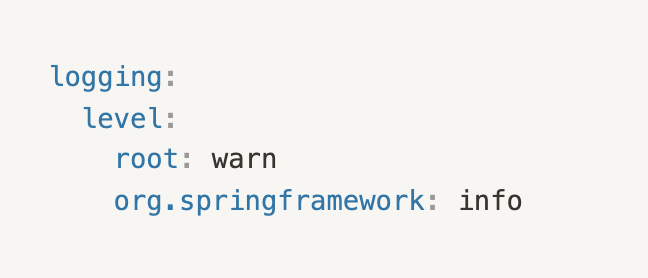 logging:
  level:
    root: warn
    org.springframework: info